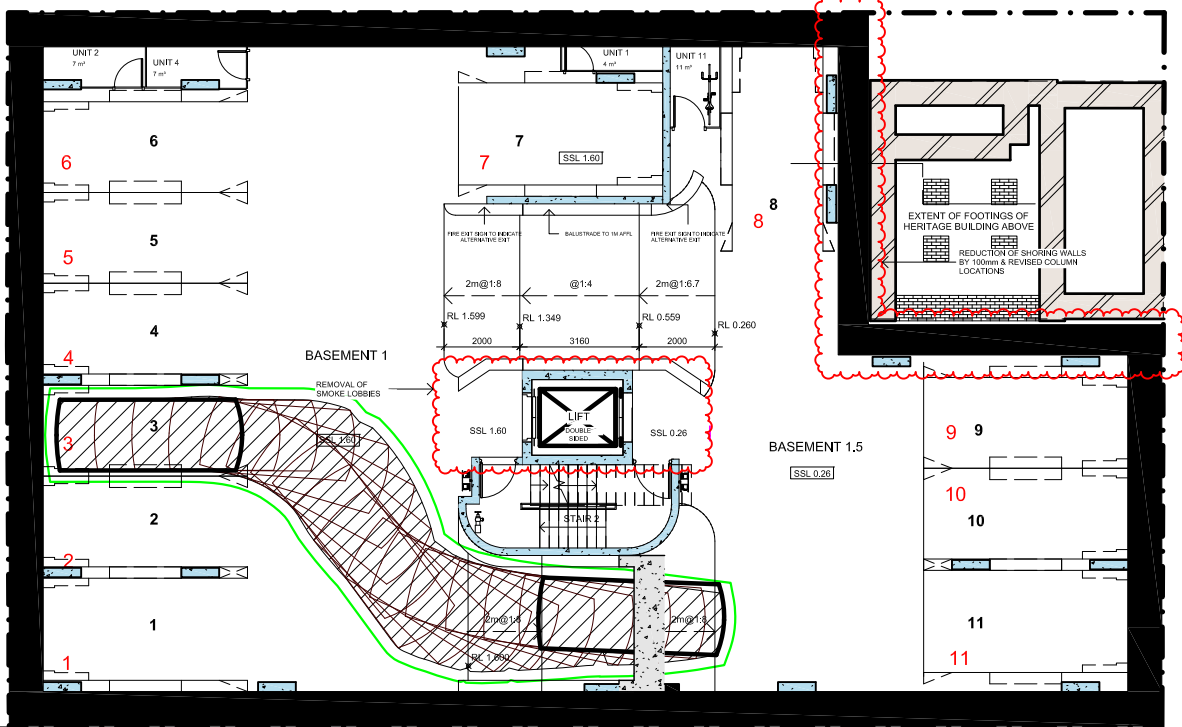 UNIT 2
7 m²
UNIT 4
7 m²
UNIT 1
4 m²
UNIT 11
11 m²
6
6
7
7
SSL 1.60
8
8
EXTENT OF FOOTINGS OF
HERITAGE BUILDING ABOVE
REDUCTION OF SHORING WALLS
BY 100mm & REVISED COLUMN
LOCATIONS
FIRE EXIT SIGN TO INDICATE
ALTERNATIVE EXIT
BALUSTRADE TO 1M AFFL
FIRE EXIT SIGN TO INDICATE
ALTERNATIVE EXIT
5
5
2m@1:8
@1:4
2m@1:6.7
RL 1.599
RL 1.349
RL 0.559
RL 0.260
2000
3160
2000
4
4
BASEMENT 1
REMOVAL OF
SMOKE LOBBIES
3
3
SSL 1.60
SSL 1.60
LIFT
DOUBLE
SIDED
SSL 0.26
BASEMENT 1.5
SSL 0.26
9
9
10
10
2
2
STAIR 2
1
1
2m@1:8
2m@1:8
RL 1.600
11
11